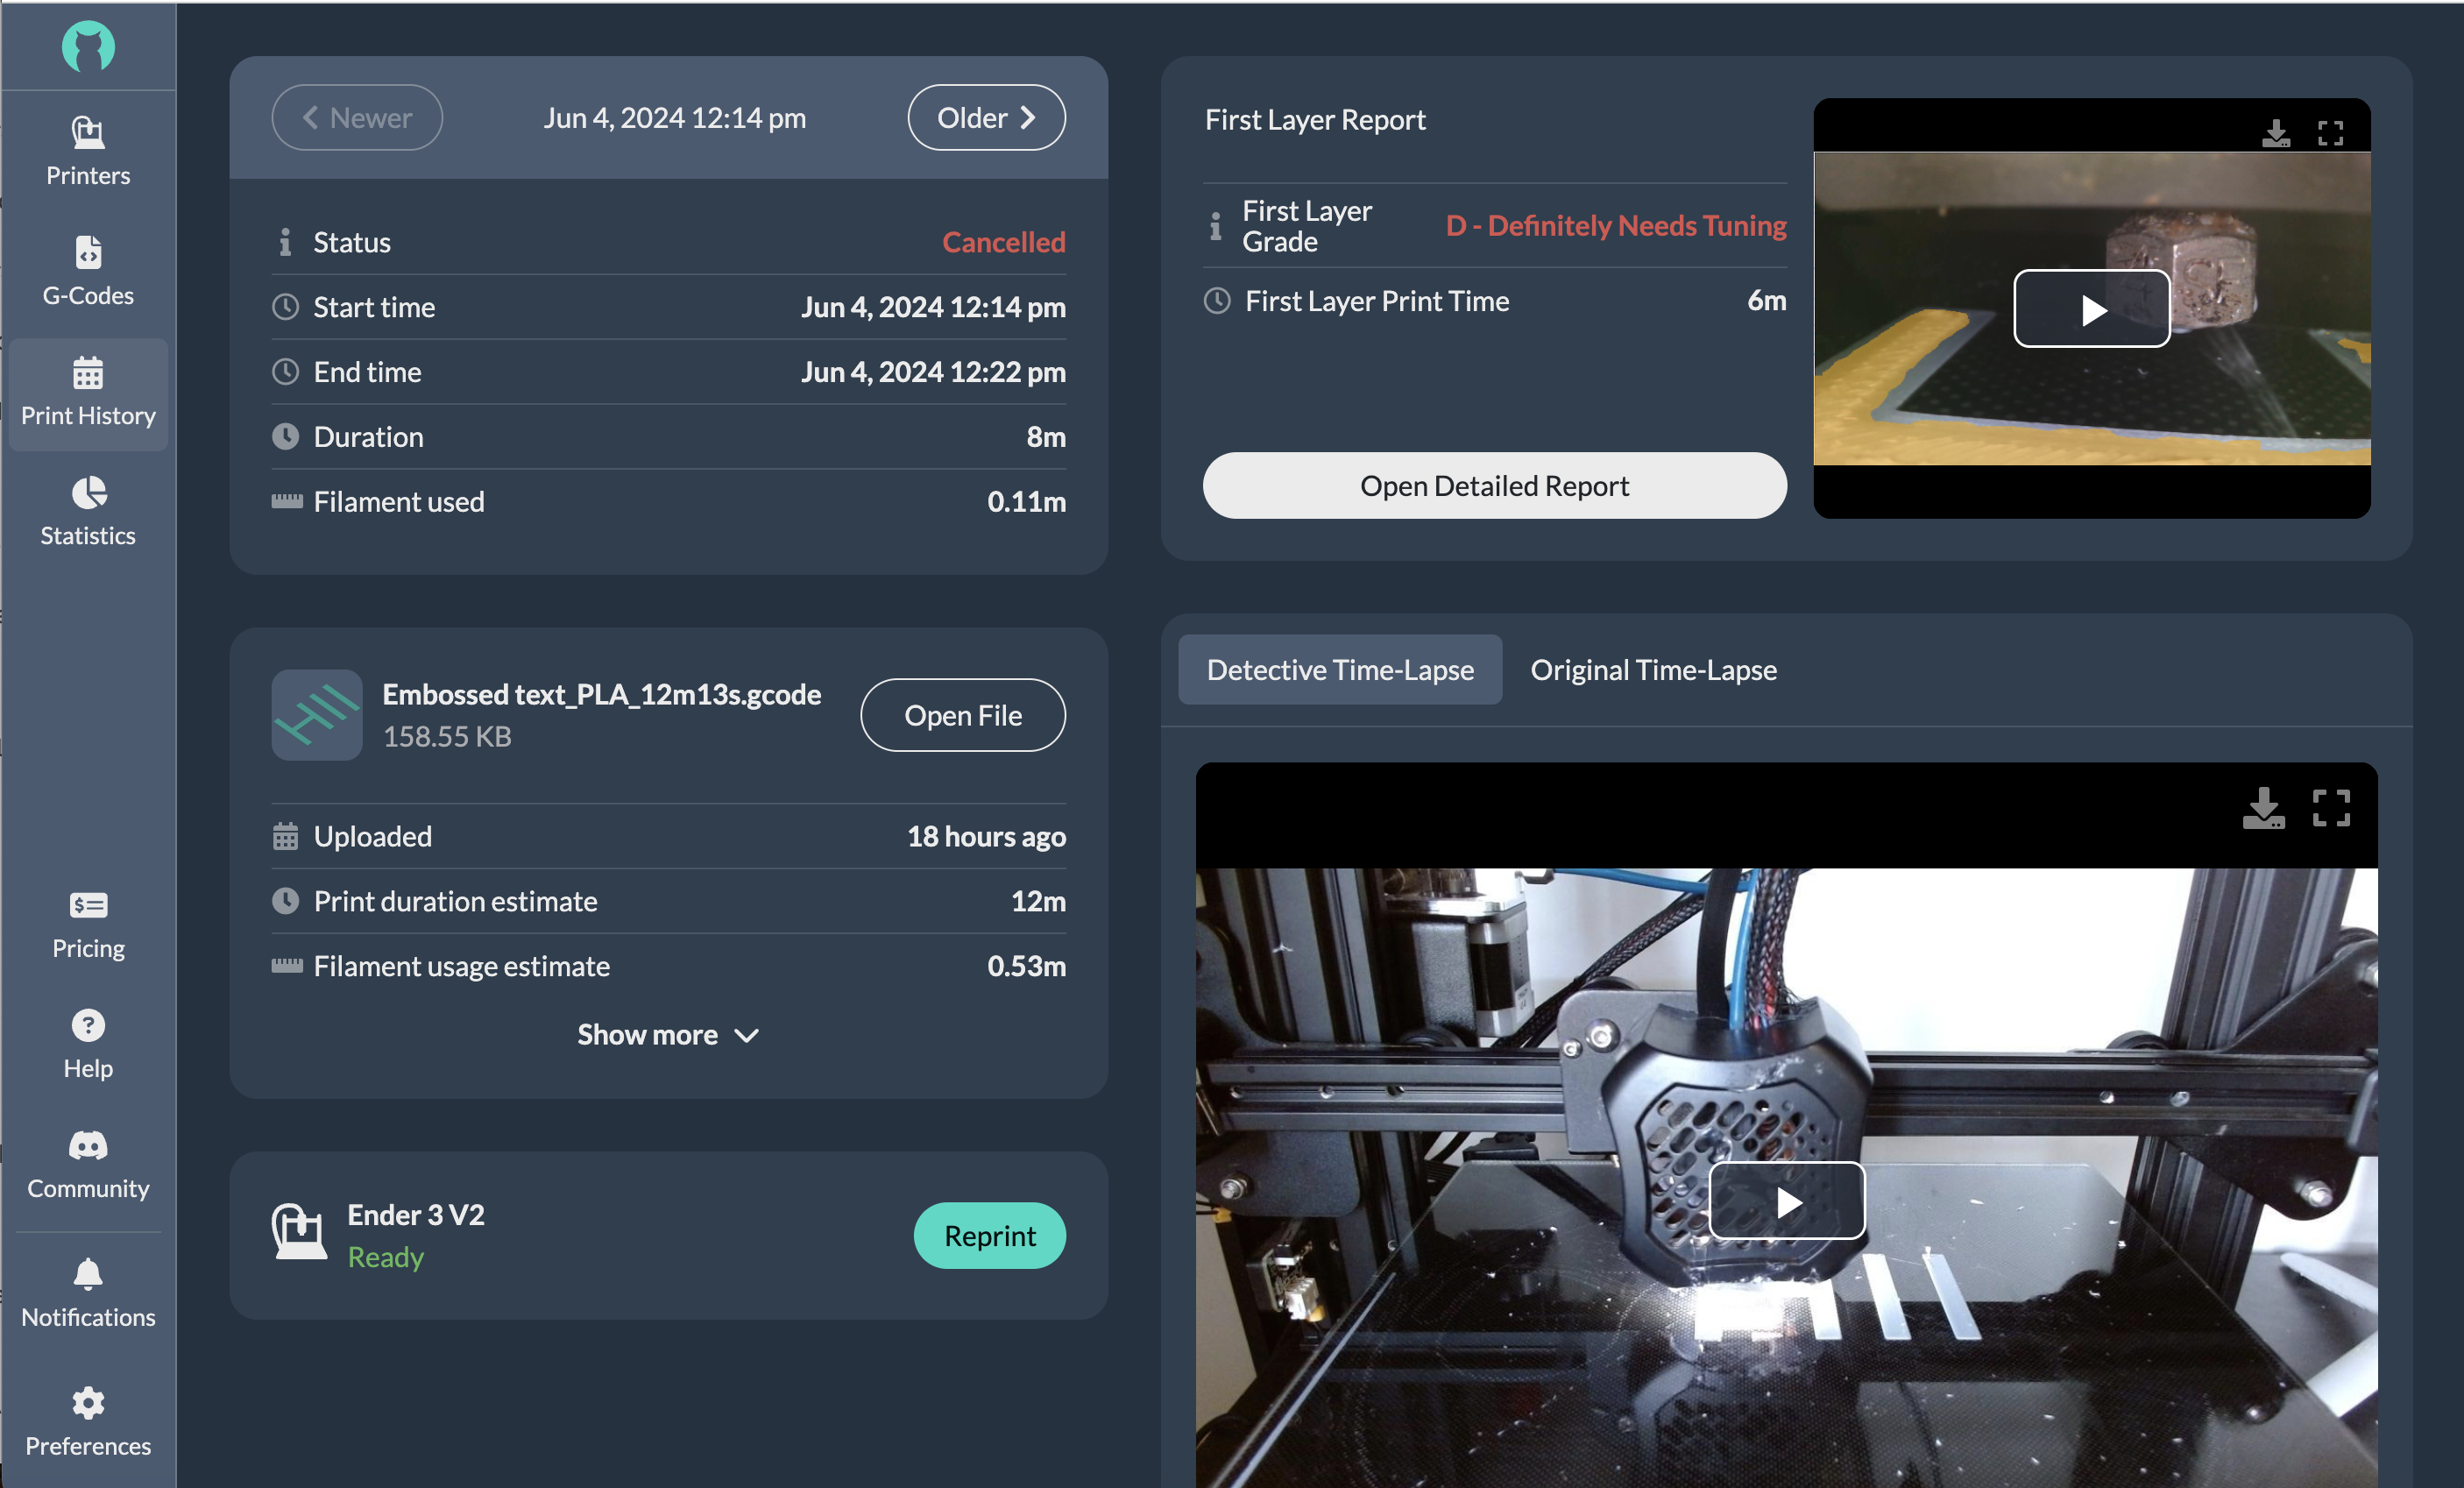 Printers
G-Codes
Print History
Statistics
Pricing
Help
Community
Notifications
Preferences
Newer
Jun 4, 2024 12:14 pm
Older
Status
Cancelled
Start time
Jun 4, 2024 12:14 pm
End time
Jun 4, 2024 12:22 pm
Duration
8m
Filament used
0.11m
Embossed text_PLA_12m13s.gcode
158.55 KB
Open File
Uploaded
18 hours ago
Print duration estimate
12m
Filament usage estimate
0.53m
Show more
Ender 3 V2
Ready
Reprint
First Layer Report
First Layer
Grade
D - Definitely Needs Tuning
First Layer Print Time
6m
Open Detailed Report
Detective Time-Lapse
Original Time-Lapse